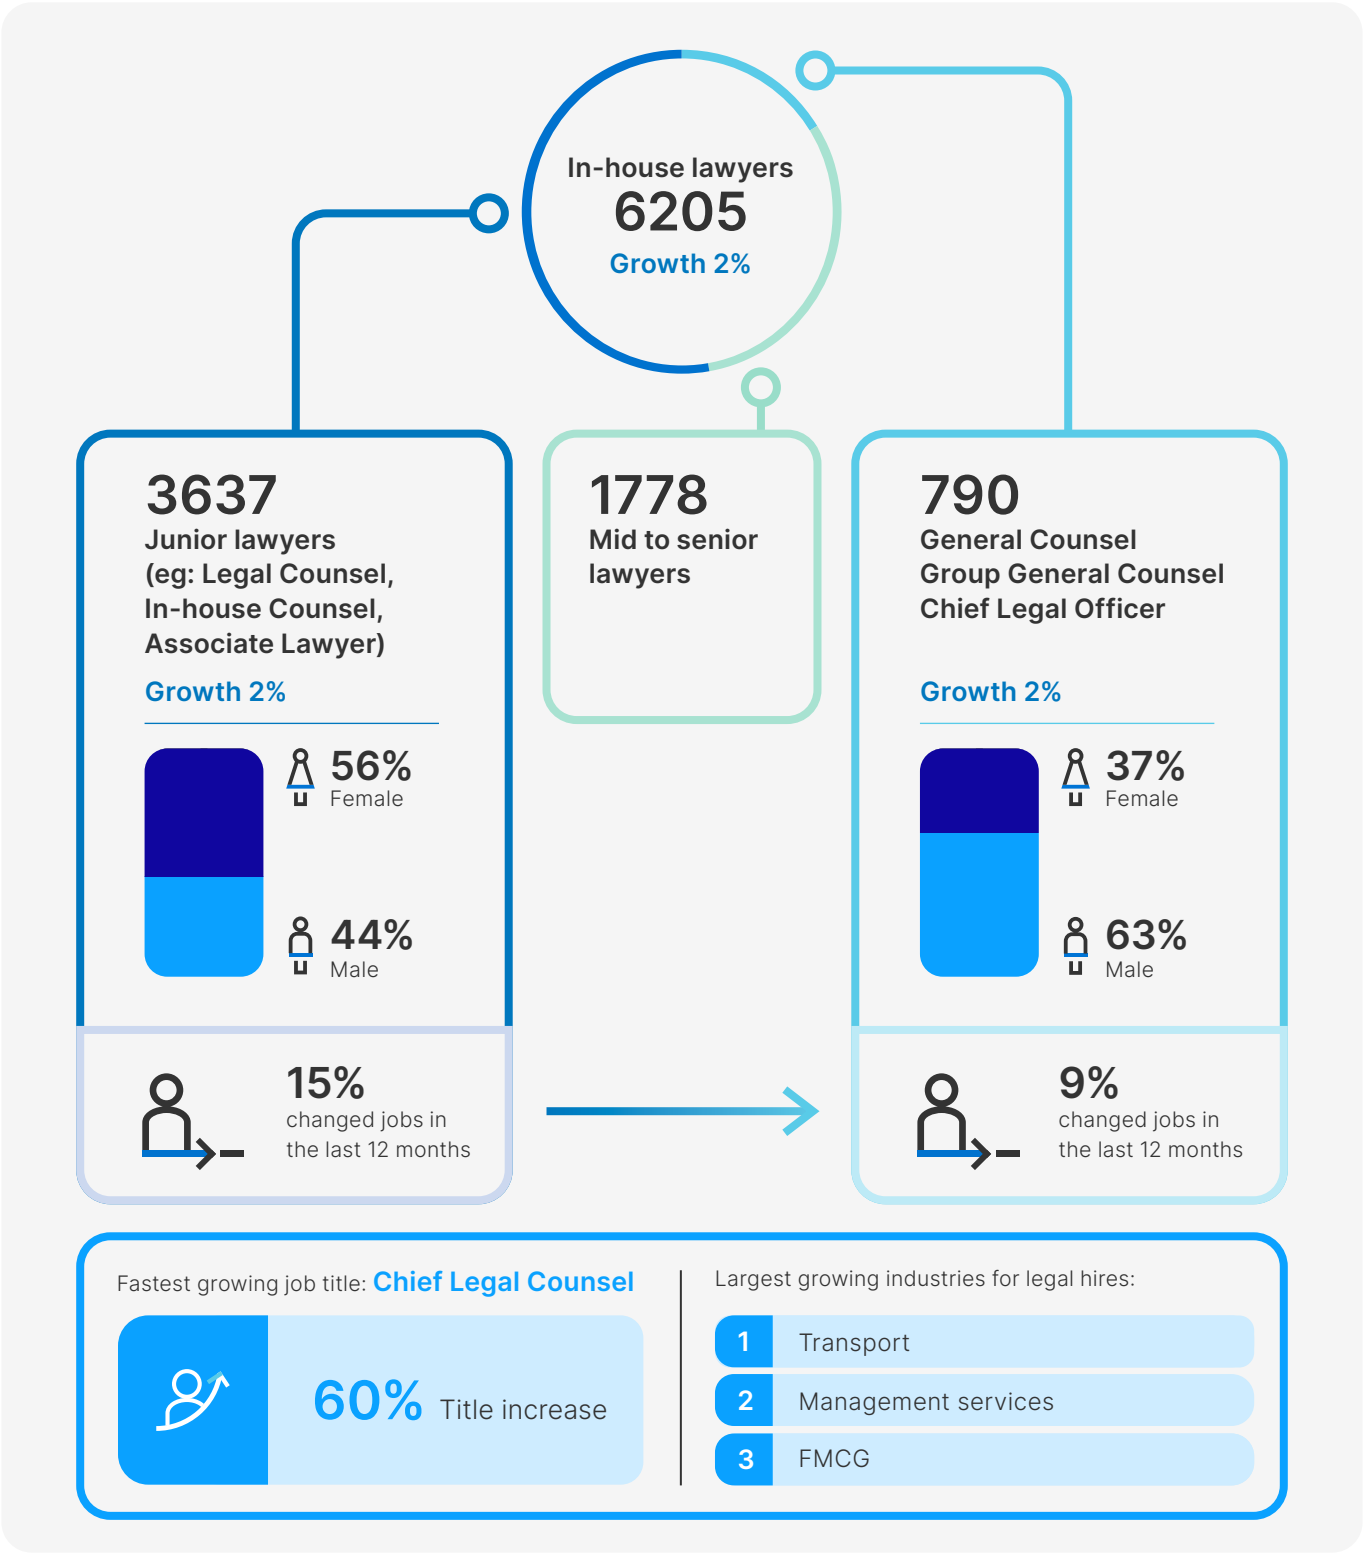 In-house lawyers
6205
Growth 2%
3637
Junior lawyers
(eg: Legal Counsel,
In-house Counsel,
Associate Lawyer)
Growth 2%
56%
Female
44%
Male
15%
changed jobs in
the last 12 months
1778
Mid to senior
lawyers
790
General Counsel
Group General Counsel
Chief Legal Officer
Growth 2%
37%
Female
63%
Male
9%
changed jobs in
the last 12 months
Fastest growing job title: Chief Legal Counsel
60% Title increase
Largest growing industries for legal hires:
1 Transport
2 Management services
3 FMCG